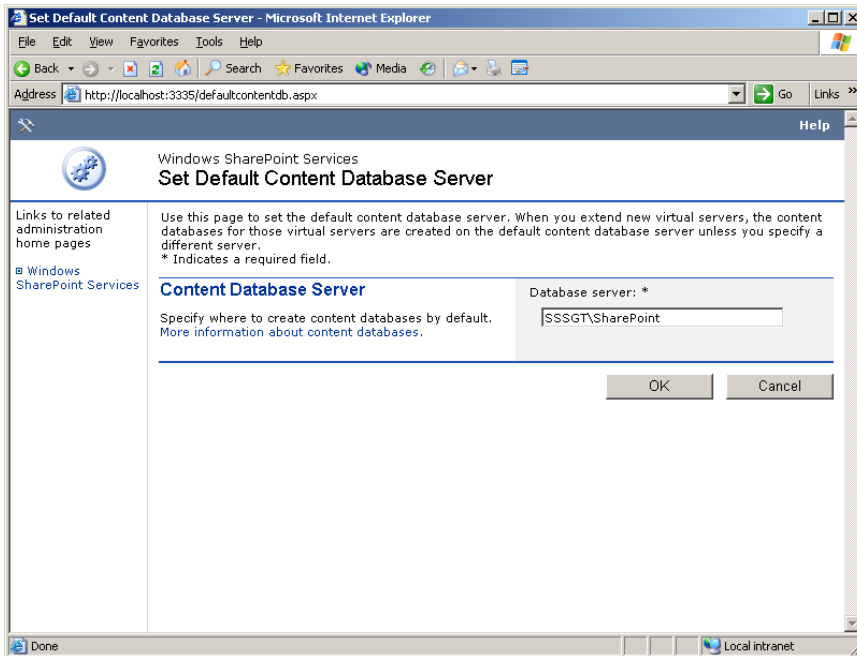 Set Default Content Database Server - Microsoft Internet Explorer
File Edit View Favorites Tools Help
Back Search Favorites Media
Address http://localhost:3335/defaultcontentdb.aspx Go Links »
Help
Windows SharePoint Services
Set Default Content Database Server
Links to related
administration
home pages
Windows
SharePoint Services
Use this page to set the default content database server. When you extend new virtual servers, the content
databases for those virtual servers are created on the default content database server unless you specify a
different server.
* Indicates a required field.
Content Database Server
Specify where to create content databases by default.
More information about content databases.
Database server: *
SSSGT\SharePoint
OK Cancel
Done Local intranet